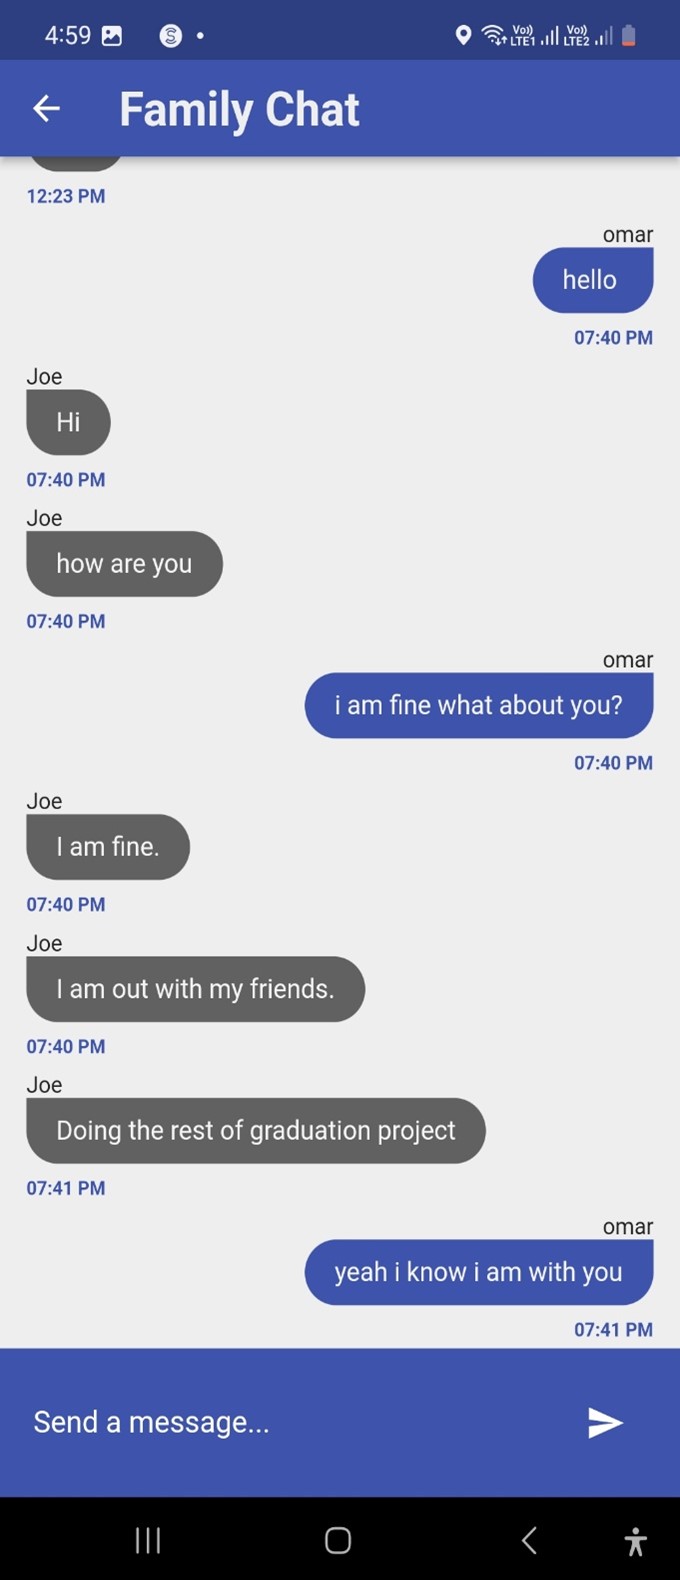 4:59
Vo)) LTE1 Vo)) LTE2
Family Chat
12:23 PM
omar
hello
07:40 PM
Joe
Hi
07:40 PM
Joe
how are you
07:40 PM
omar
i am fine what about you?
07:40 PM
Joe
I am fine.
07:40 PM
Joe
I am out with my friends.
07:40 PM
Joe
Doing the rest of graduation project
07:41 PM
omar
yeah i know i am with you
07:41 PM
Send a message...